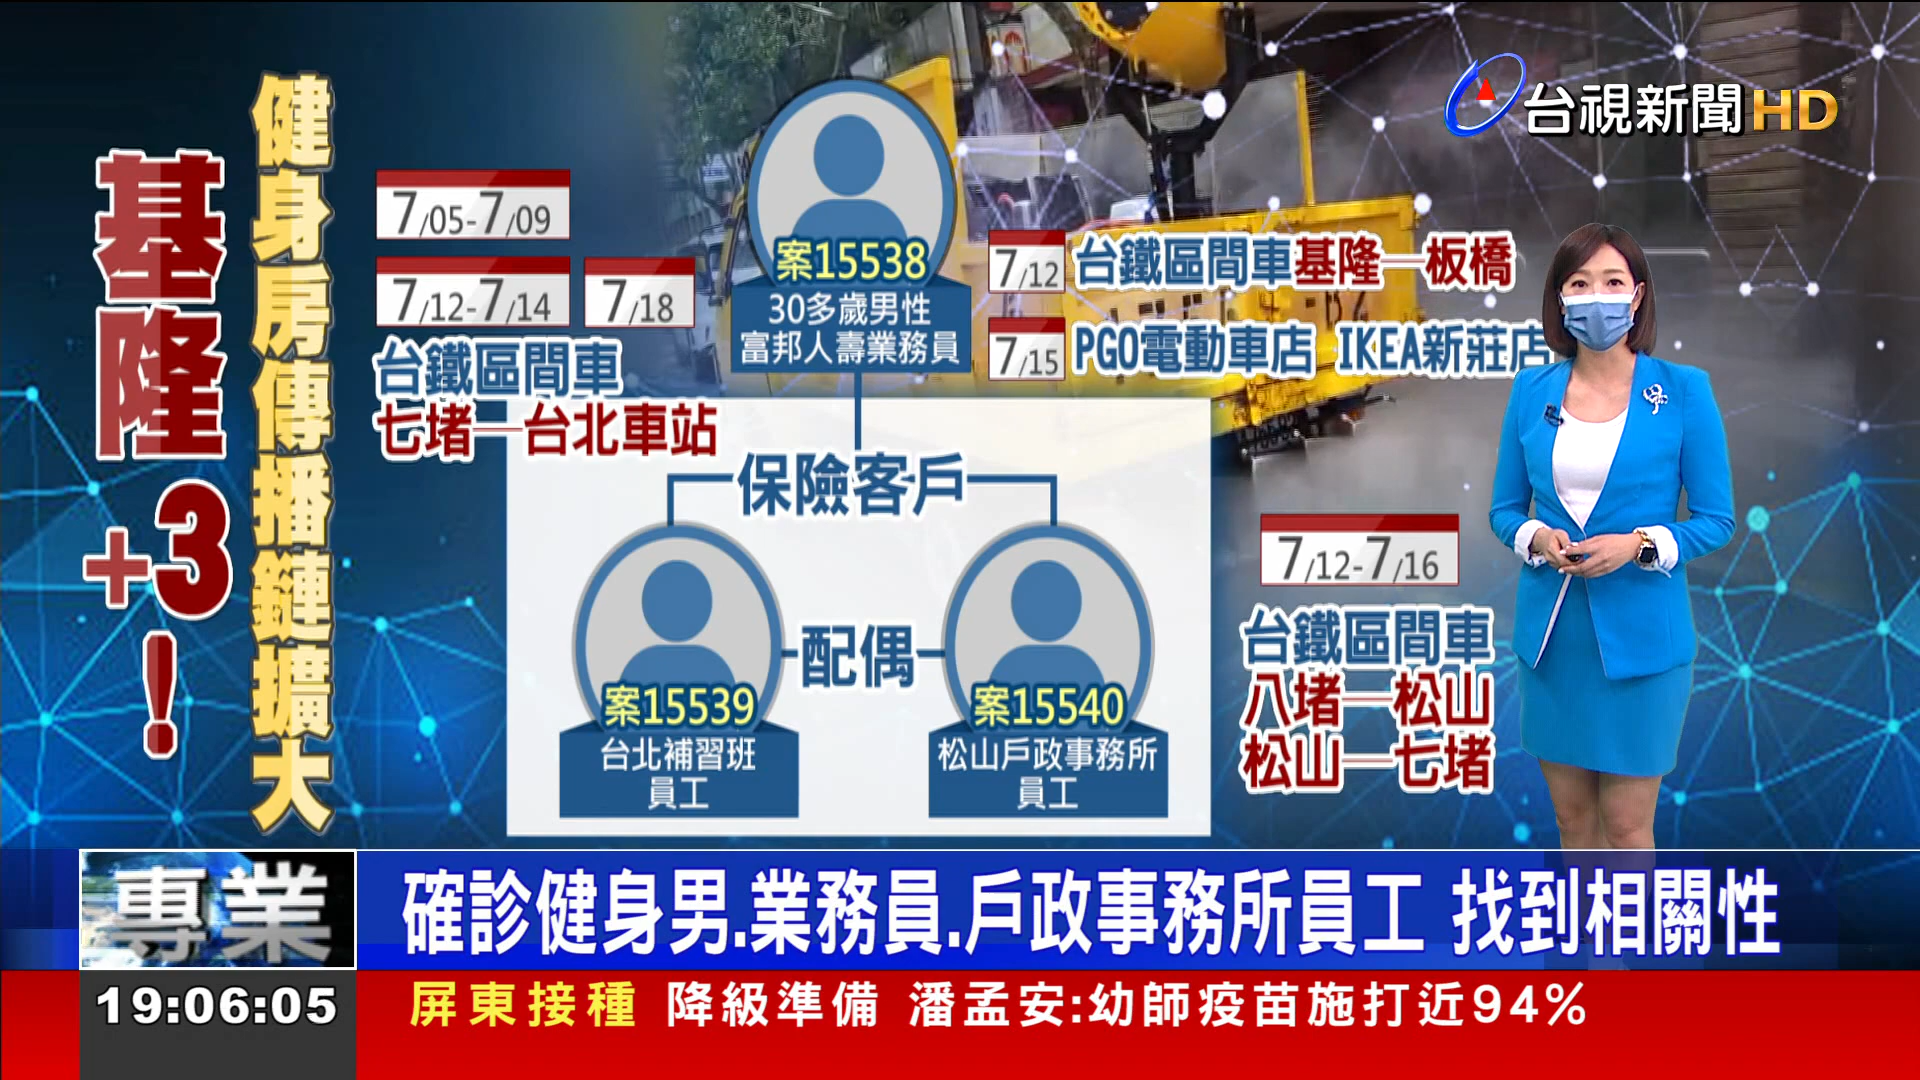 台視新聞HD
基隆+3!
健身房傳播鏈擴大
7/05-7/09
7/12-7/14
7/18
台鐵區間車
七堵—台北車站
案15538
30多歲男性
富邦人壽業務員
7/12
台鐵區間車基隆—板橋
7/15
PGO電動車店 IKEA新莊店
保險客戶
案15539
台北補習班
員工
配偶
案15540
松山戶政事務所
員工
7/12-7/16
台鐵區間車
八堵—松山
松山—七堵
專業
確診健身男.業務員.戶政事務所員工 找到相關性
19:06:05
屏東接種 降級準備 潘孟安:幼師疫苗施打近94%